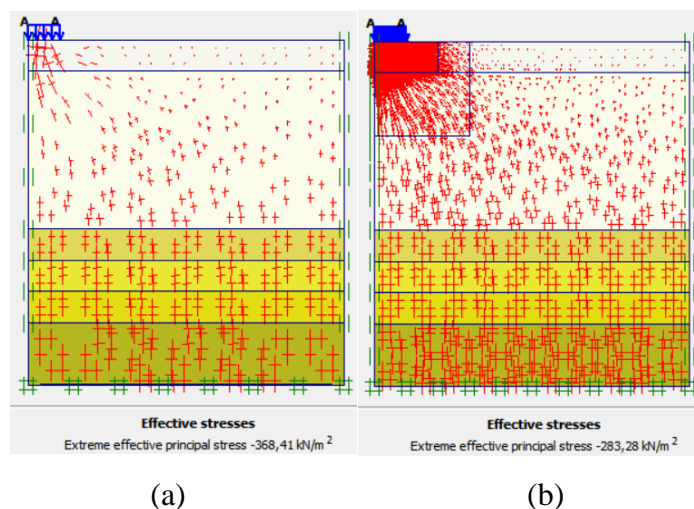 A A
A A
Effective stresses
Extreme effective principal stress -368,41 kN/m 2
Effective stresses
Extreme effective principal stress -283,28 kN/m 2
(a)
(b)